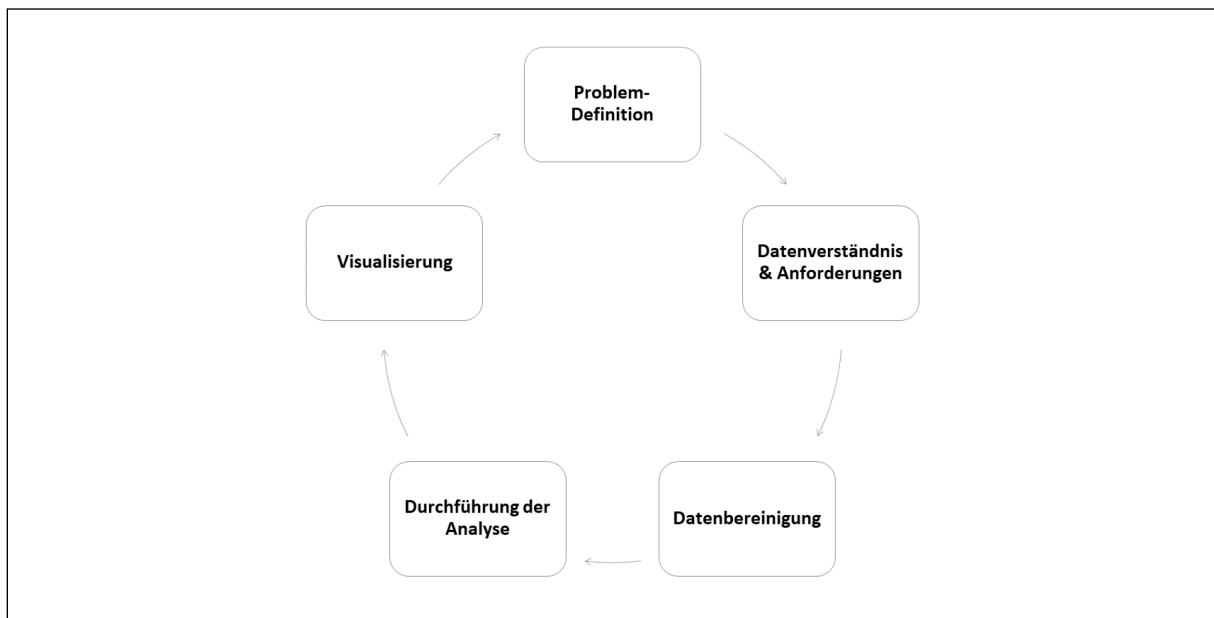 Problem-
Definition
Datenverständnis
& Anforderungen
Datenbereinigung
Durchführung der
Analyse
Visualisierung